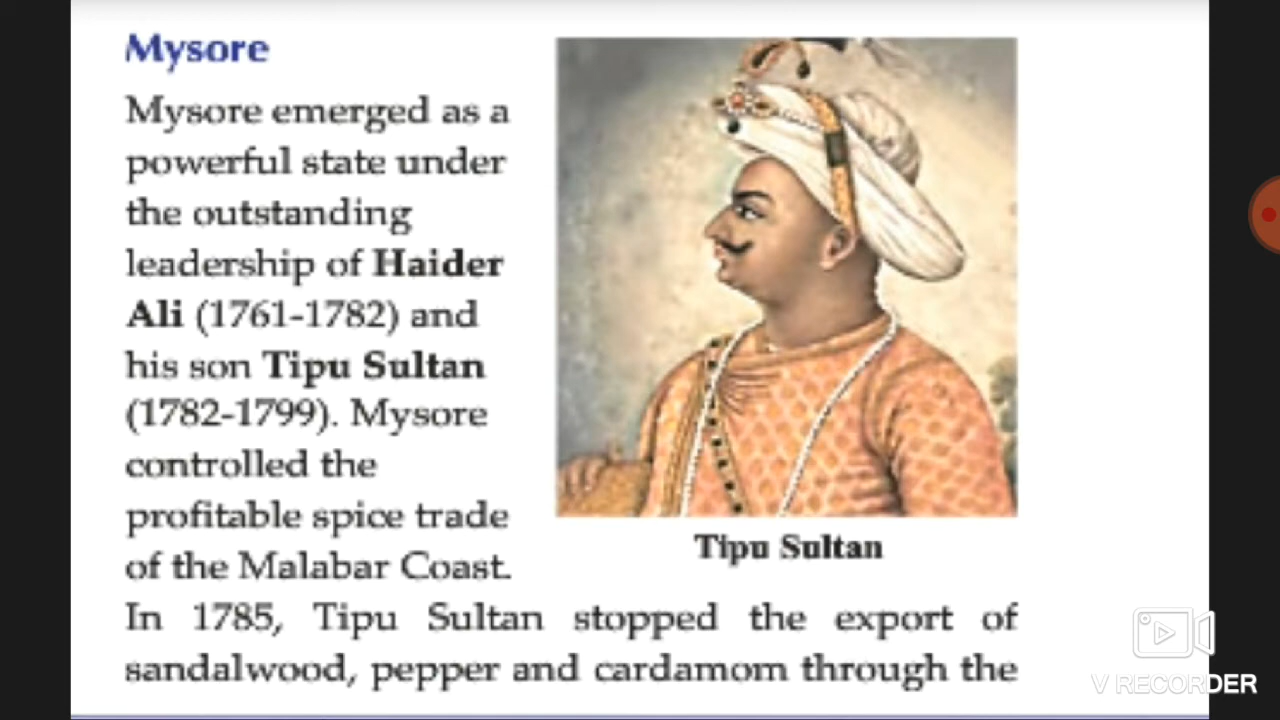 Mysore
Mysore emerged as a
powerful state under
the outstanding
leadership of Haider
Ali (1761-1782) and
his son Tipu Sultan
(1782-1799). Mysore
controlled the
profitable spice trade
of the Malabar Coast.
Tipu Sultan
In 1785, Tipu Sultan stopped the export of
sandalwood, pepper and cardamom through the
V RECORDER